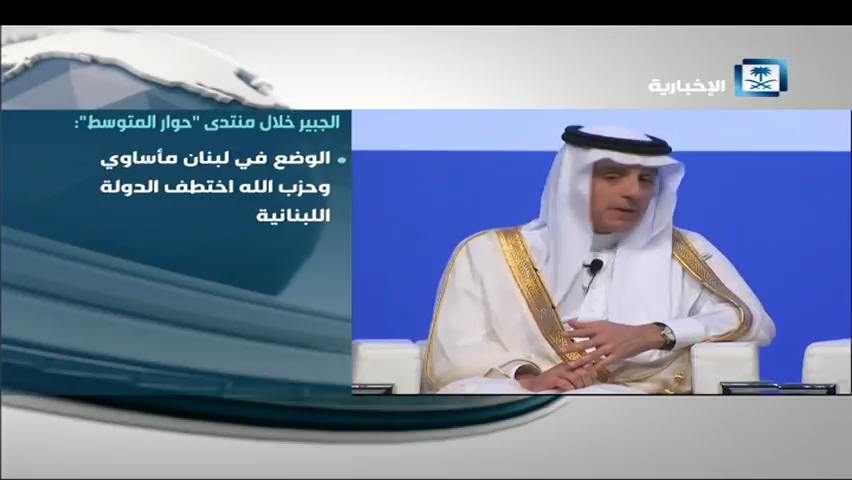 الإخبارية
الجبير خلال منتدى "حوار المتوسط":
الوضع في لبنان مأساوي
وحزب الله اختطف الدولة
اللبنانية